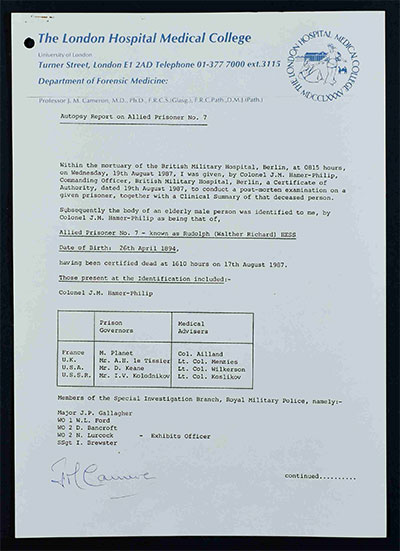 The London Hospital Medical College
University of London
Turner Street, London E1 2AD Telephone 01-377 7000 ext.3115
Department of Forensic Medicine:
THE LONDON HOSPITAL MEDICAL COLLEGE
Professor J. M. Cameron, M.D., Ph.D., F.R.C.S.(Glasg.), F.R.C.Path.,D.M.J.(Path.)
Autopsy Report on Allied Prisoner No. 7
Within the mortuary of the British Military Hospital, Berlin, at 0815 hours,
on Wednesday, 19th August 1987, I was given, by Colonel J.M. Hamer-Philip,
Commanding Officer, British Military Hospital, Berlin, a Certificate of
Authority, dated 19th August 1987, to conduct a post-mortem examination on a
given prisoner, together with a Clinical Summary of that deceased person.
Subsequently the body of an elderly male person was identified to me, by
Colonel J.M. Hamer-Philip as being that of,
Allied Prisoner No. 7 - known as Rudolph (Walther Richard) HESS
Date of Birth: 26th April 1894,
having been certified dead at 1610 hours on 17th August 1987.
Those present at the Identification included:-
Colonel J.M. Hamer-Philip
Prison Governors
Medical Advisers
France M. Planet Col. Ailland
U.K. Mr. A.H. le Tissier Lt. Col. Menzies
U.S.A. Mr. D. Keane Lt. Col. Wilkerson
U.S.S.R. Mr. I.V. Kolodnikov Lt. Col. Koslikov
Members of the Special Investigation Branch, Royal Military Police, namely:-
Major J.P. Gallagher
WO 1 W.L. Ford
WO 2 D. Bancroft
WO 2 N. Lurcock - Exhibits Officer
SSgt I. Brewster
continued..........